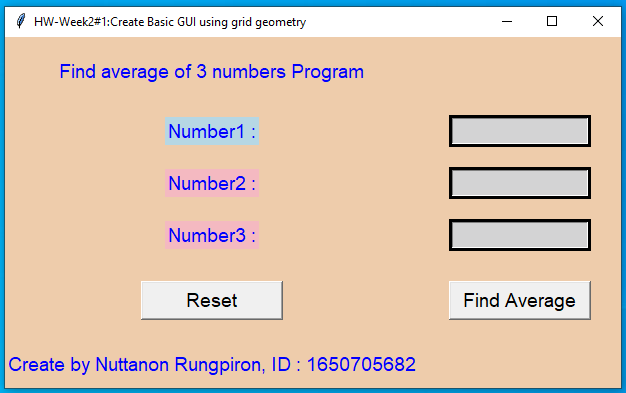 HW-Week2#1:Create Basic GUI using grid geometry
Find average of 3 numbers Program
Number1 :
Number2 :
Number3 :
Reset Find Average
Create by Nuttanon Rungpiron, ID : 1650705682